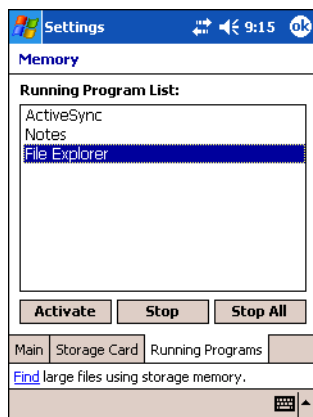 Settings 9:15 ok
Memory
Running Program List:
ActiveSync
Notes
File Explorer
Activate Stop Stop All
Main Storage Card Running Programs
Find large files using storage memory.